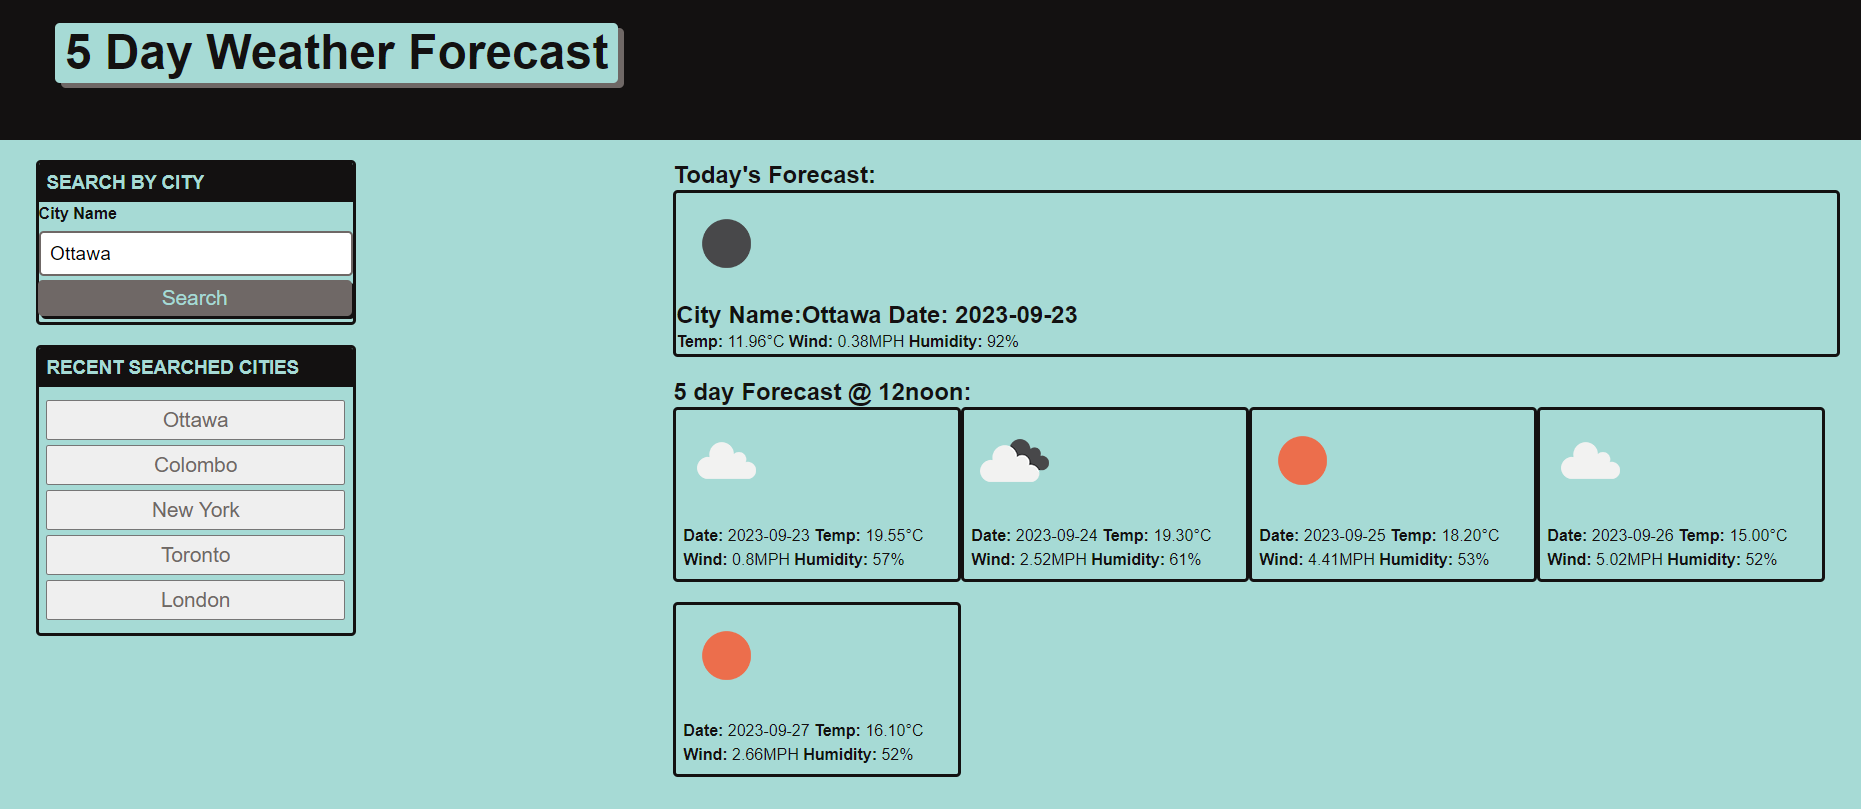 5 Day Weather Forecast
SEARCH BY CITY
City Name
Ottawa
Search
RECENT SEARCHED CITIES
Ottawa
Colombo
New York
Toronto
London
Today's Forecast:
City Name:Ottawa Date: 2023-09-23
Temp: 11.96°C Wind: 0.38MPH Humidity: 92%
5 day Forecast @ 12noon:
Date: 2023-09-23 Temp: 19.55°C
Wind: 0.8MPH Humidity: 57%
Date: 2023-09-24 Temp: 19.30°C
Wind: 2.52MPH Humidity: 61%
Date: 2023-09-25 Temp: 18.20°C
Wind: 4.41MPH Humidity: 53%
Date: 2023-09-26 Temp: 15.00°C
Wind: 5.02MPH Humidity: 52%
Date: 2023-09-27 Temp: 16.10°C
Wind: 2.66MPH Humidity: 52%